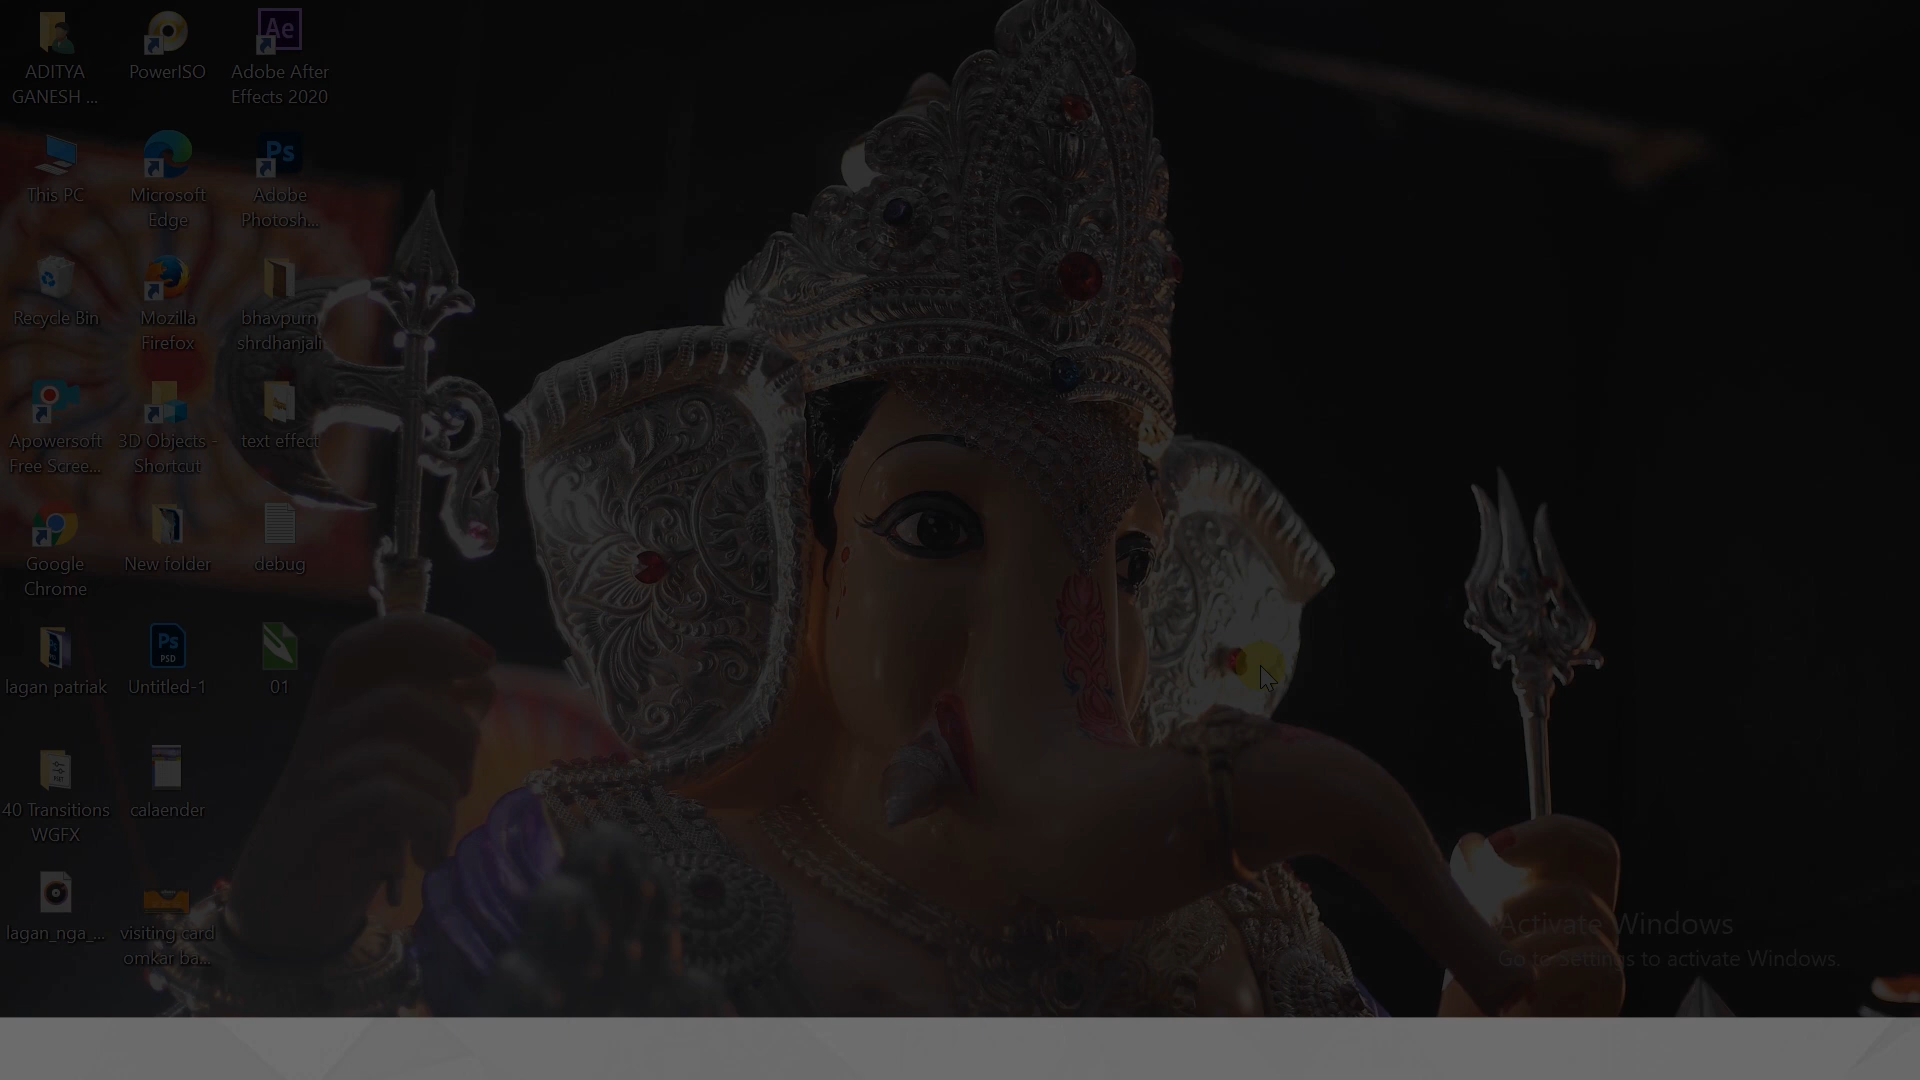 ADITYA
GANESH ...
PowerISO
Ae
Adobe After
Effects 2020
This PC
Microsoft
Edge
Ps
Adobe
Photosh...
Recycle Bin
Mozilla
Firefox
bhavpurn
shrdhanjali
Apowersoft
Free Scree...
3D Objects -
Shortcut
text effect
Google
Chrome
New folder
debug
lagan patriak
Ps
PSD
Untitled-1
01
40 Transitions
WGFX
calaender
lagan_nga_...
visiting card
omkar ba...
Activate Windows
Go to Settings to activate Windows.